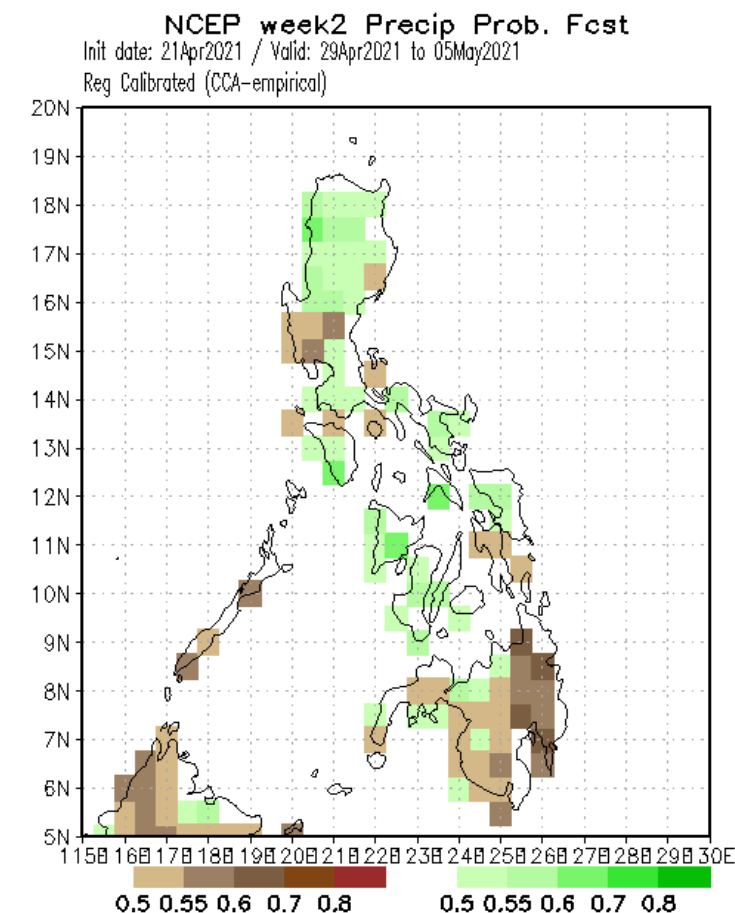 NCEP week2 Precip Prob. Fcst
Init date: 21Apr2021 / Valid: 29Apr2021 to 05May2021
Reg Calibrated (CCA-empirical)
20N
19N
18N
17N
16N
15N
14N
13N
12N
11N
10N
9N
8N
7N
6N
5N
115E 116E 117E 118E 119E 120E 121E 122E 123E 124E 125E 126E 127E 128E 129E 130E
0.5 0.55 0.6 0.7 0.8 0.5 0.55 0.6 0.7 0.8